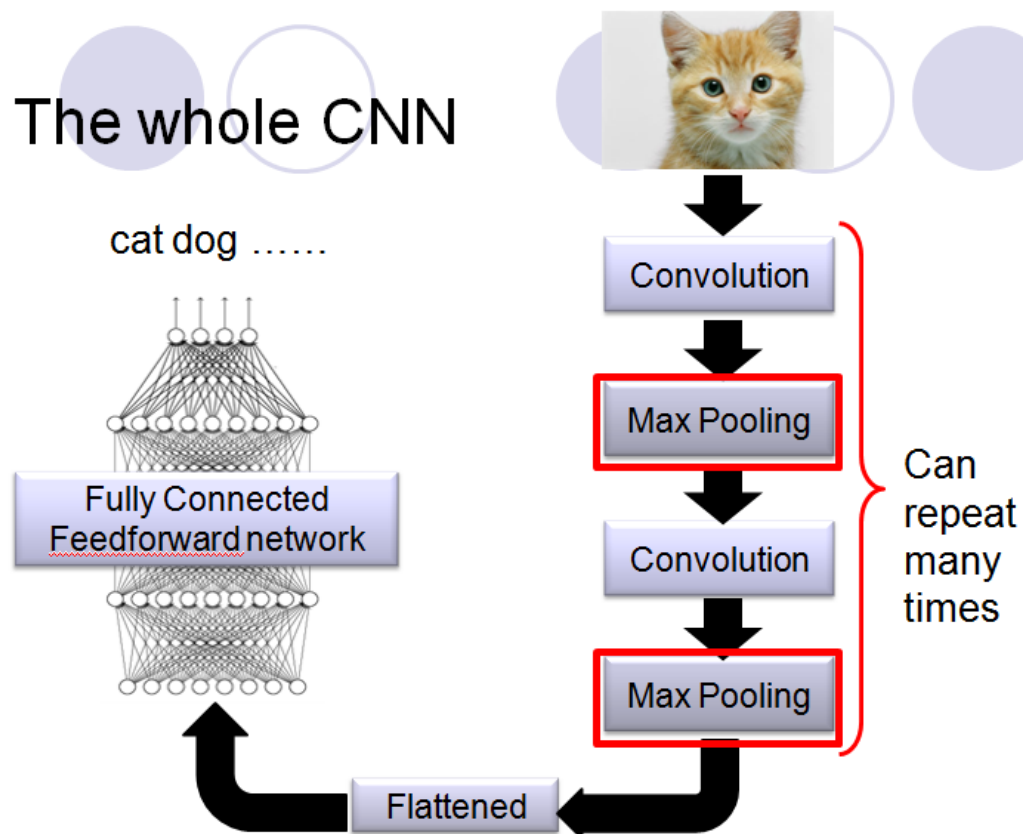 The whole CNN
cat dog ……
Fully Connected
Feedforward network
Convolution
Max Pooling
Convolution
Max Pooling
Can
repeat
many
times
Flattened